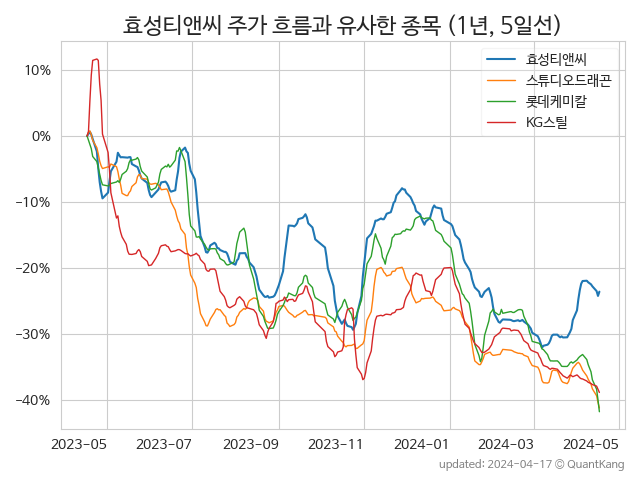 효성티앤씨 주가 흐름과 유사한 종목 (1년, 5일선)
효성티앤씨
스튜디오드래곤
롯데케미칼
KG스틸
10%
0%
−10%
−20%
−30%
−40%
2023-05 2023-07 2023-09 2023-11 2024-01 2024-03 2024-05
updated: 2024-04-17 © QuantKang